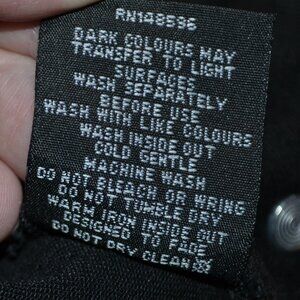 RN148596
DARK COLOURS MAY
TRANSFER TO LIGHT
SURFACES
WASH SEPARATELY
BEFORE USE
WASH WITH LIKE COLOURS
WASH INSIDE OUT
COLD GENTLE
MACHINE WASH
DO NOT BLEACH OR WRING
DO NOT TUMBLE DRY
WARM IRON INSIDE OUT
DESIGNED TO FADE
DO NOT DRY CLEAN